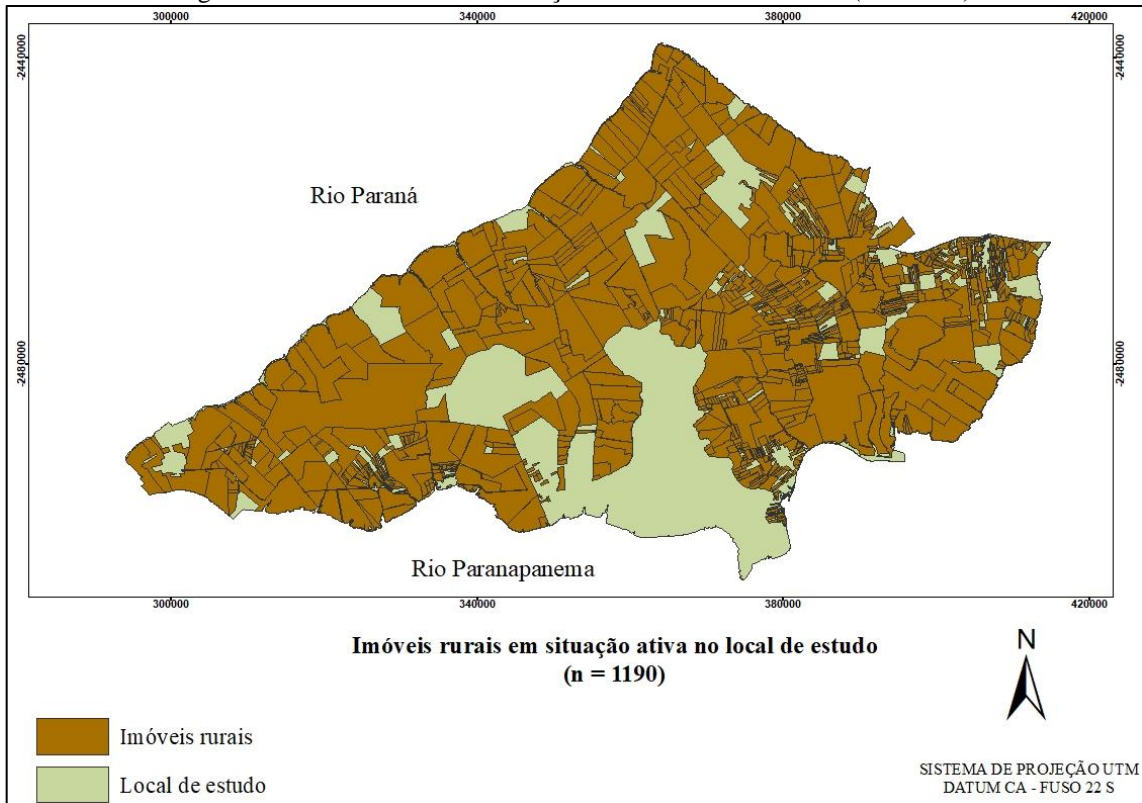 300000 340000 380000 420000
-2440000 -2440000
Rio Paraná
-2480000 -2480000
Rio Paranapanema
300000 340000 380000 420000
Imóveis rurais em situação ativa no local de estudo
(n = 1190)
N
Imóveis rurais
Local de estudo
SISTEMA DE PROJEÇÃO UTM
DATUM CA - FUSO 22 S